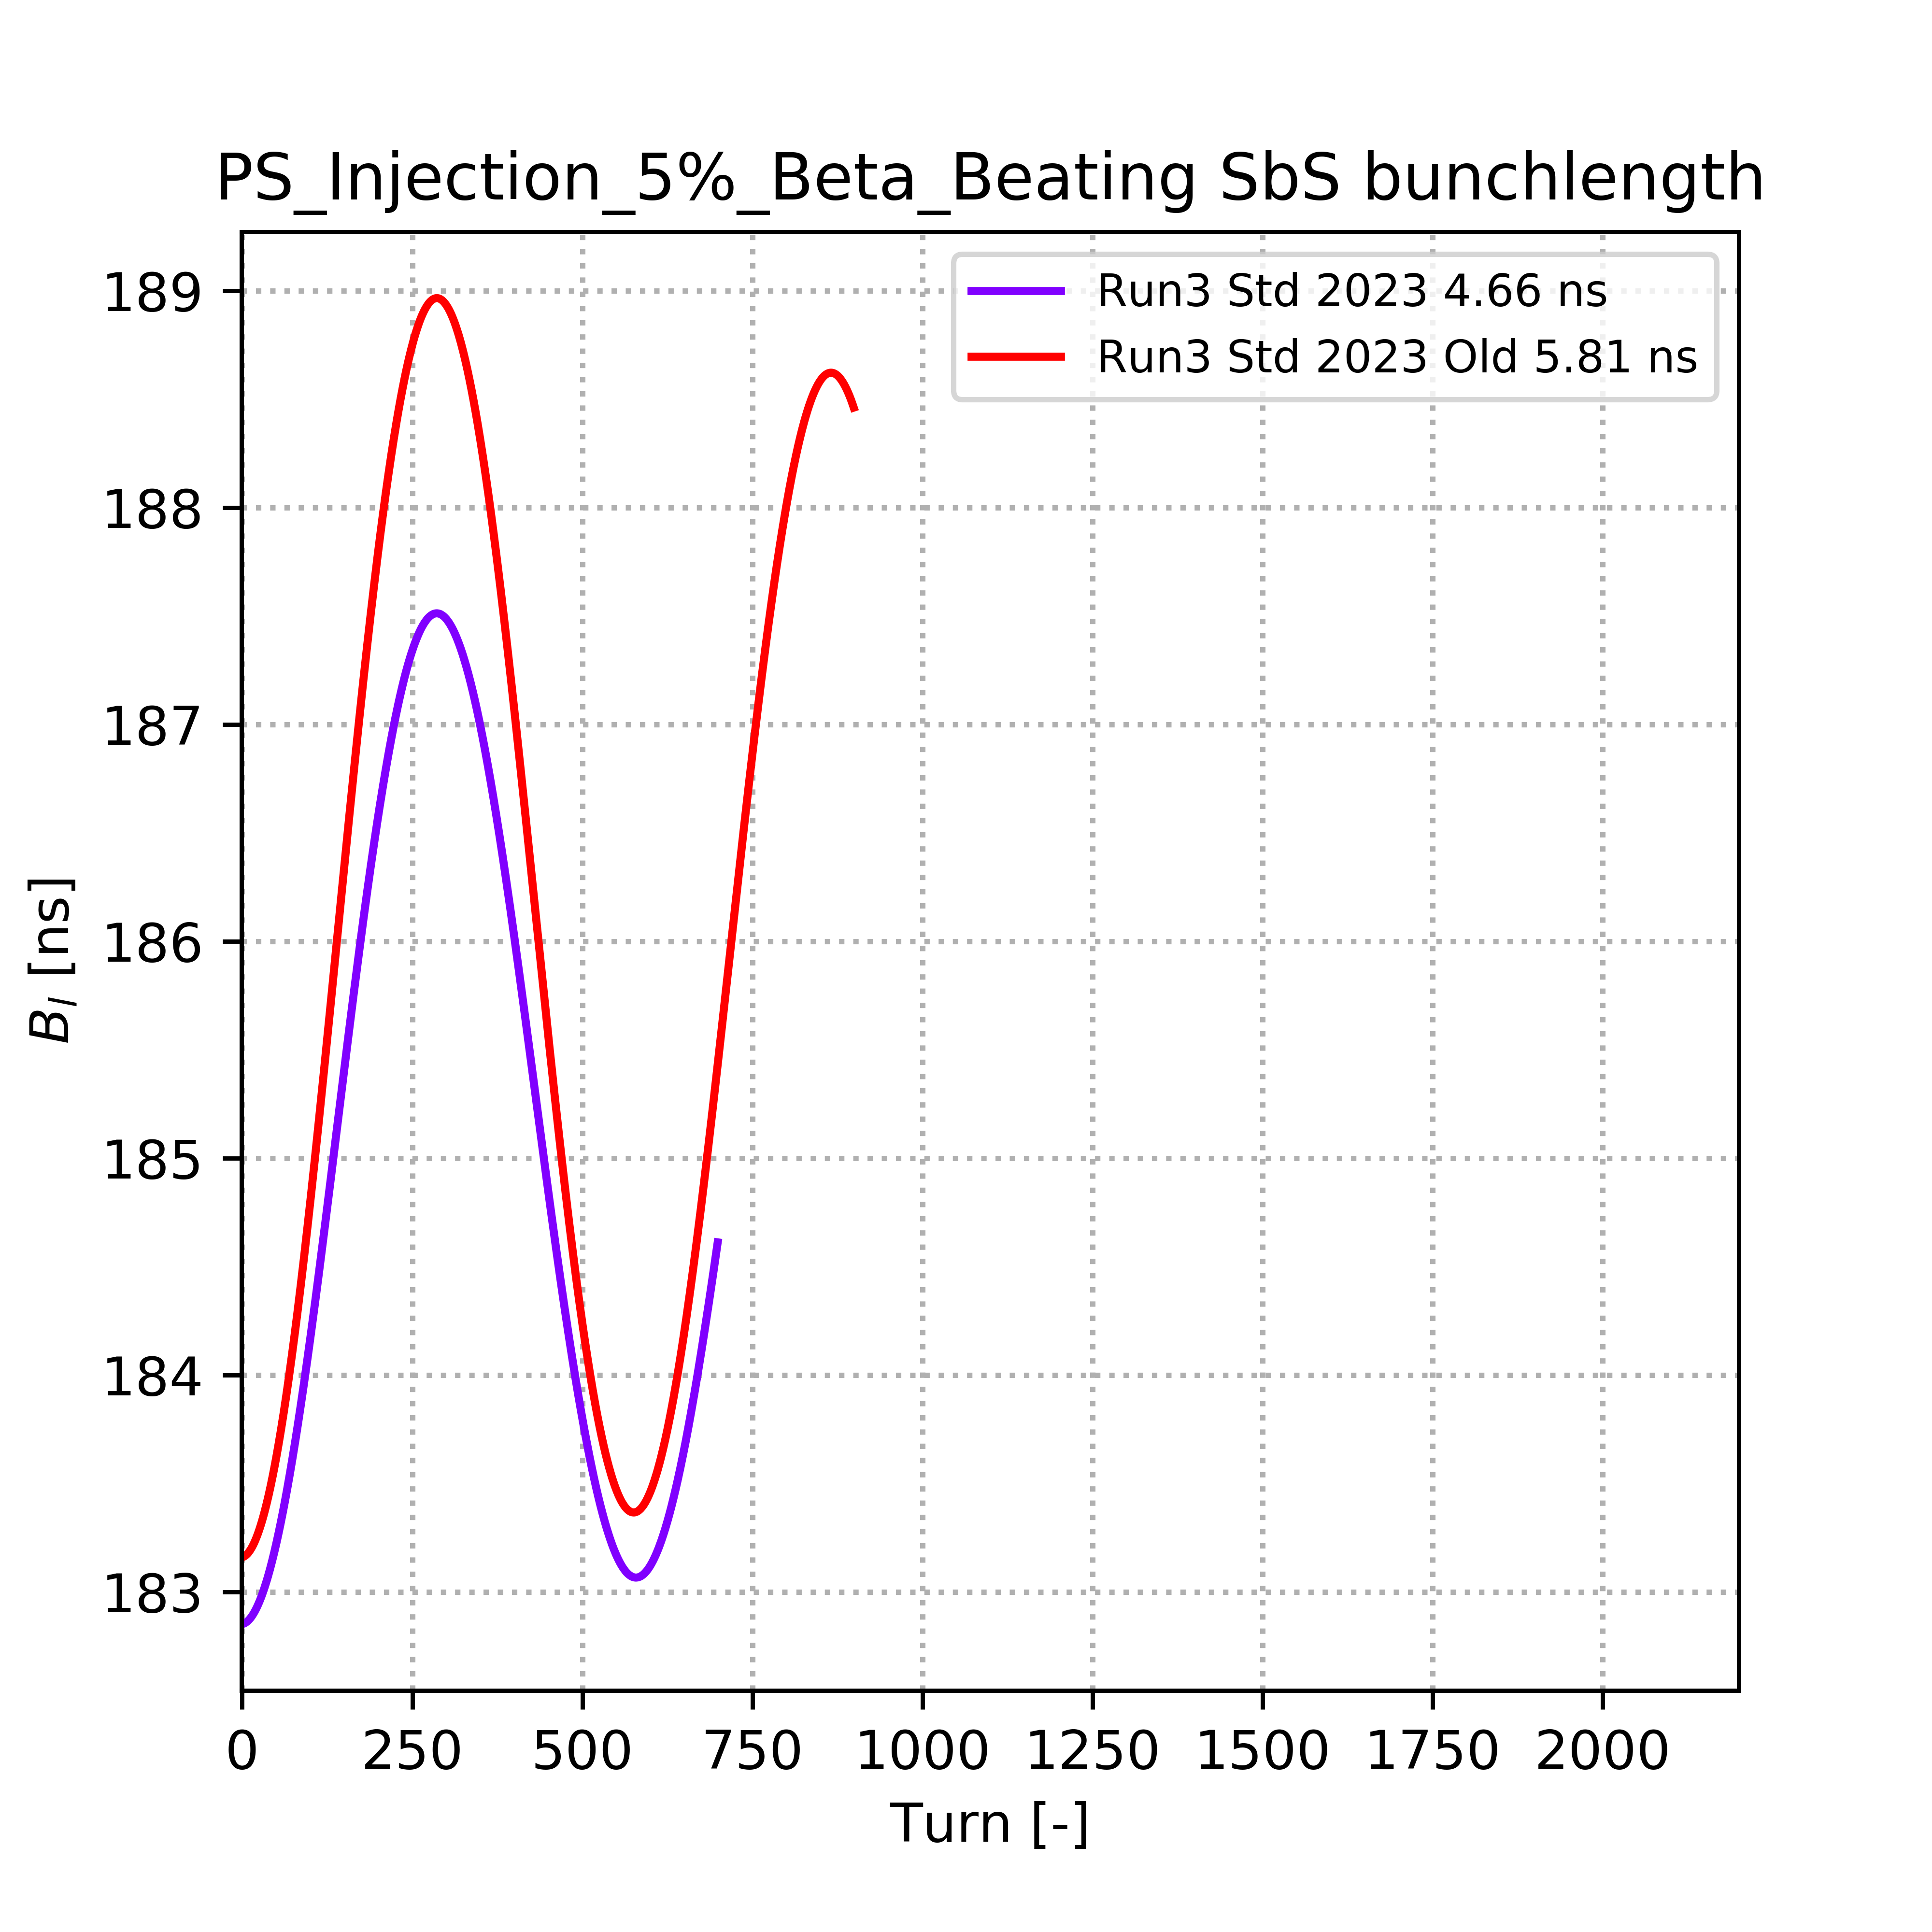 PS_Injection_5%_Beta_Beating SbS bunchlength
Run3 Std 2023 4.66 ns
Run3 Std 2023 Old 5.81 ns
189
188
187
186
185
184
183
B_l [ns]
0 250 500 750 1000 1250 1500 1750 2000
Turn [-]